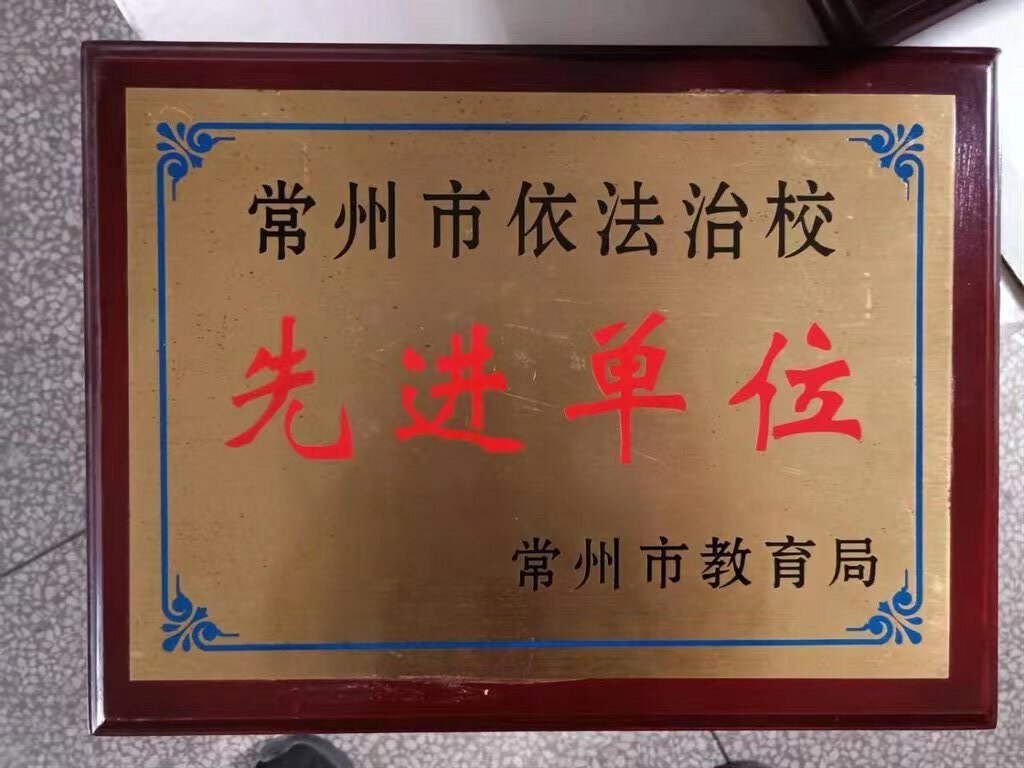 常州市依法治校
先进单位
常州市教育局